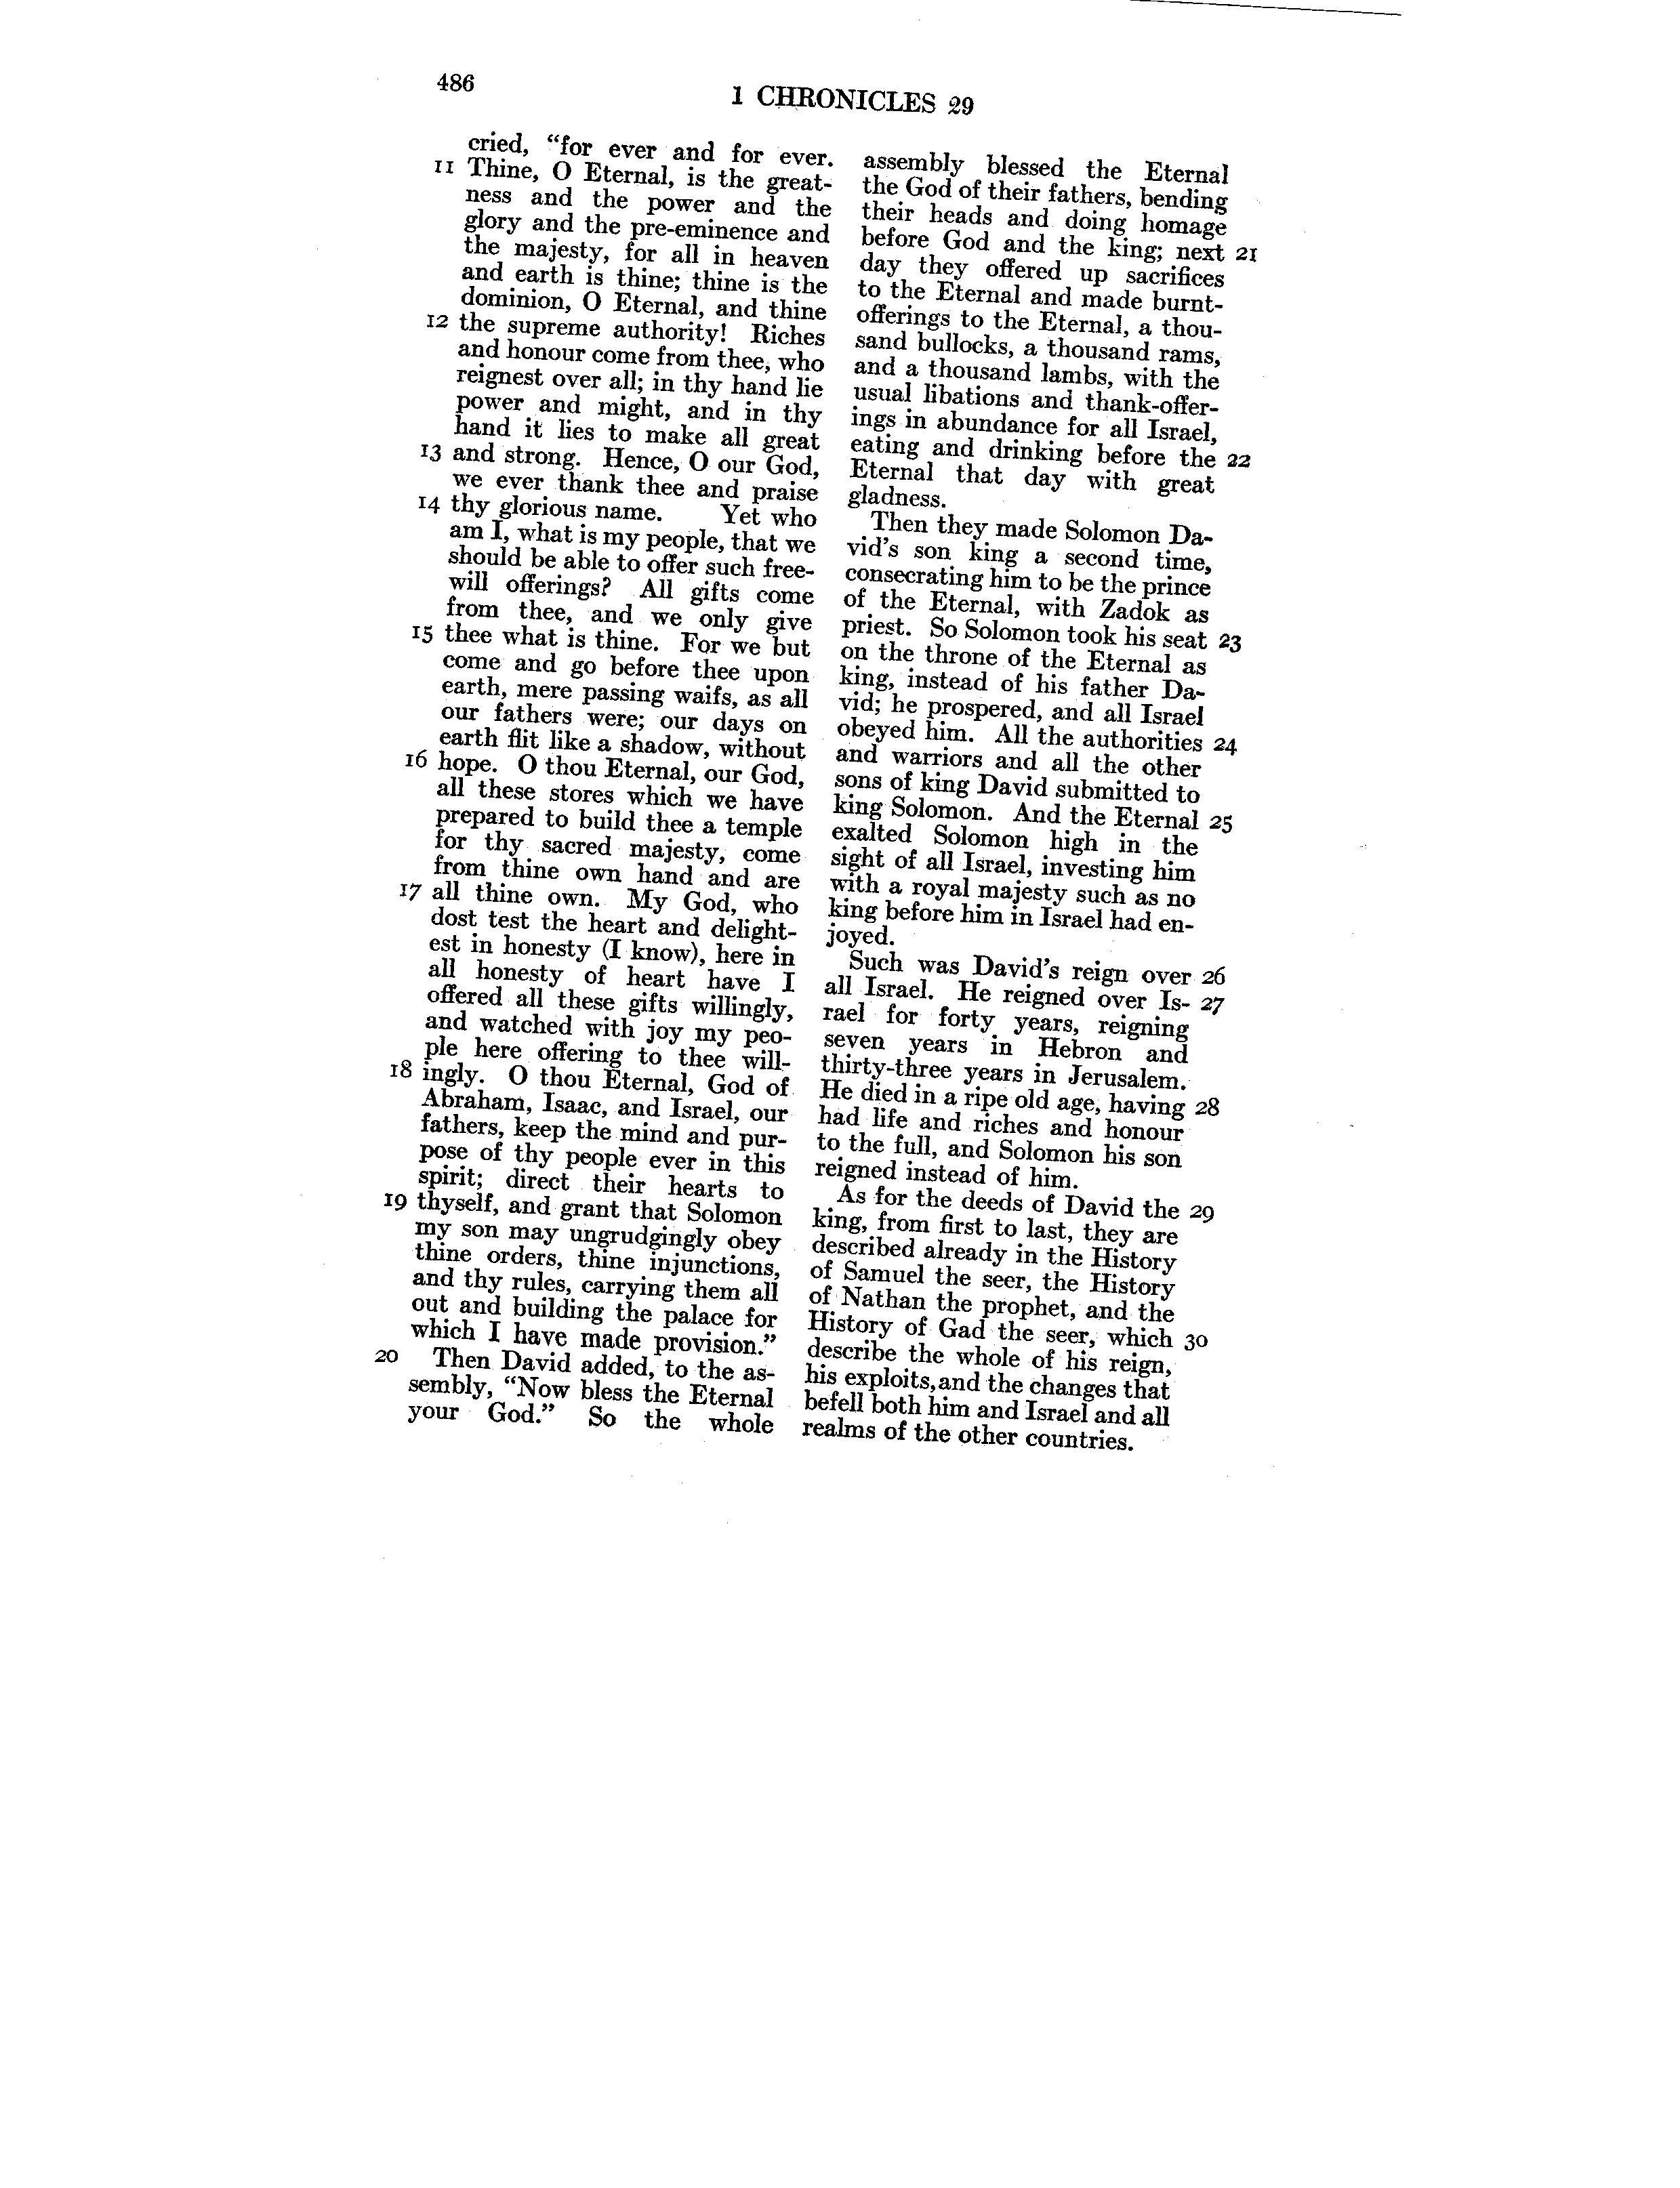 486
1 CHRONICLES 29
cried, “for ever and for ever.
11 Thine, O Eternal, is the great-
ness and the power and the
glory and the pre-eminence and
the majesty, for all in heaven
and earth is thine; thine is the
dominion, O Eternal, and thine
12 the supreme authority! Riches
and honour come from thee, who
reignest over all; in thy hand lie
power and might, and in thy
hand it lies to make all great
13 and strong. Hence, O our God,
we ever thank thee and praise
14 thy glorious name. Yet who
am I, what is my people, that we
should be able to offer such free-
will offerings? All gifts come
from thee, and we only give
15 thee what is thine. For we but
come and go before thee upon
earth, mere passing waifs, as all
our fathers were; our days on
earth flit like a shadow, without
16 hope. O thou Eternal, our God,
all these stores which we have
prepared to build thee a temple
for thy sacred majesty, come
from thine own hand and are
17 all thine own. My God, who
dost test the heart and delight-
est in honesty (I know), here in
all honesty of heart have I
offered all these gifts willingly,
and watched with joy my peo-
ple here offering to thee will-
18 ingly. O thou Eternal, God of
Abraham, Isaac, and Israel, our
fathers, keep the mind and pur-
pose of thy people ever in this
spirit; direct their hearts to
19 thyself, and grant that Solomon
my son may ungrudgingly obey
thine orders, thine injunctions,
and thy rules, carrying them all
out and building the palace for
which I have made provision.”
20 Then David added, to the as-
sembly, “Now bless the Eternal
your God.” So the whole
assembly blessed the Eternal
the God of their fathers, bending
their heads and doing homage
before God and the king; next 21
day they offered up sacrifices
to the Eternal and made burnt-
offerings to the Eternal, a thou-
sand bullocks, a thousand rams,
and a thousand lambs, with the
usual libations and thank-offer-
ings in abundance for all Israel,
eating and drinking before the 22
Eternal that day with great
gladness.
Then they made Solomon Da-
vid’s son king a second time,
consecrating him to be the prince
of the Eternal, with Zadok as
priest. So Solomon took his seat 23
on the throne of the Eternal as
king, instead of his father Da-
vid; he prospered, and all Israel
obeyed him. All the authorities 24
and warriors and all the other
sons of king David submitted to
king Solomon. And the Eternal 25
exalted Solomon high in the
sight of all Israel, investing him
with a royal majesty such as no
king before him in Israel had en-
joyed.
Such was David’s reign over 26
all Israel. He reigned over Is- 27
rael for forty years, reigning
seven years in Hebron and
thirty-three years in Jerusalem.
He died in a ripe old age, having 28
had life and riches and honour
to the full, and Solomon his son
reigned instead of him.
As for the deeds of David the 29
king, from first to last, they are
described already in the History
of Samuel the seer, the History
of Nathan the prophet, and the
History of Gad the seer, which 30
describe the whole of his reign,
his exploits, and the changes that
befell both him and Israel and all
realms of the other countries.